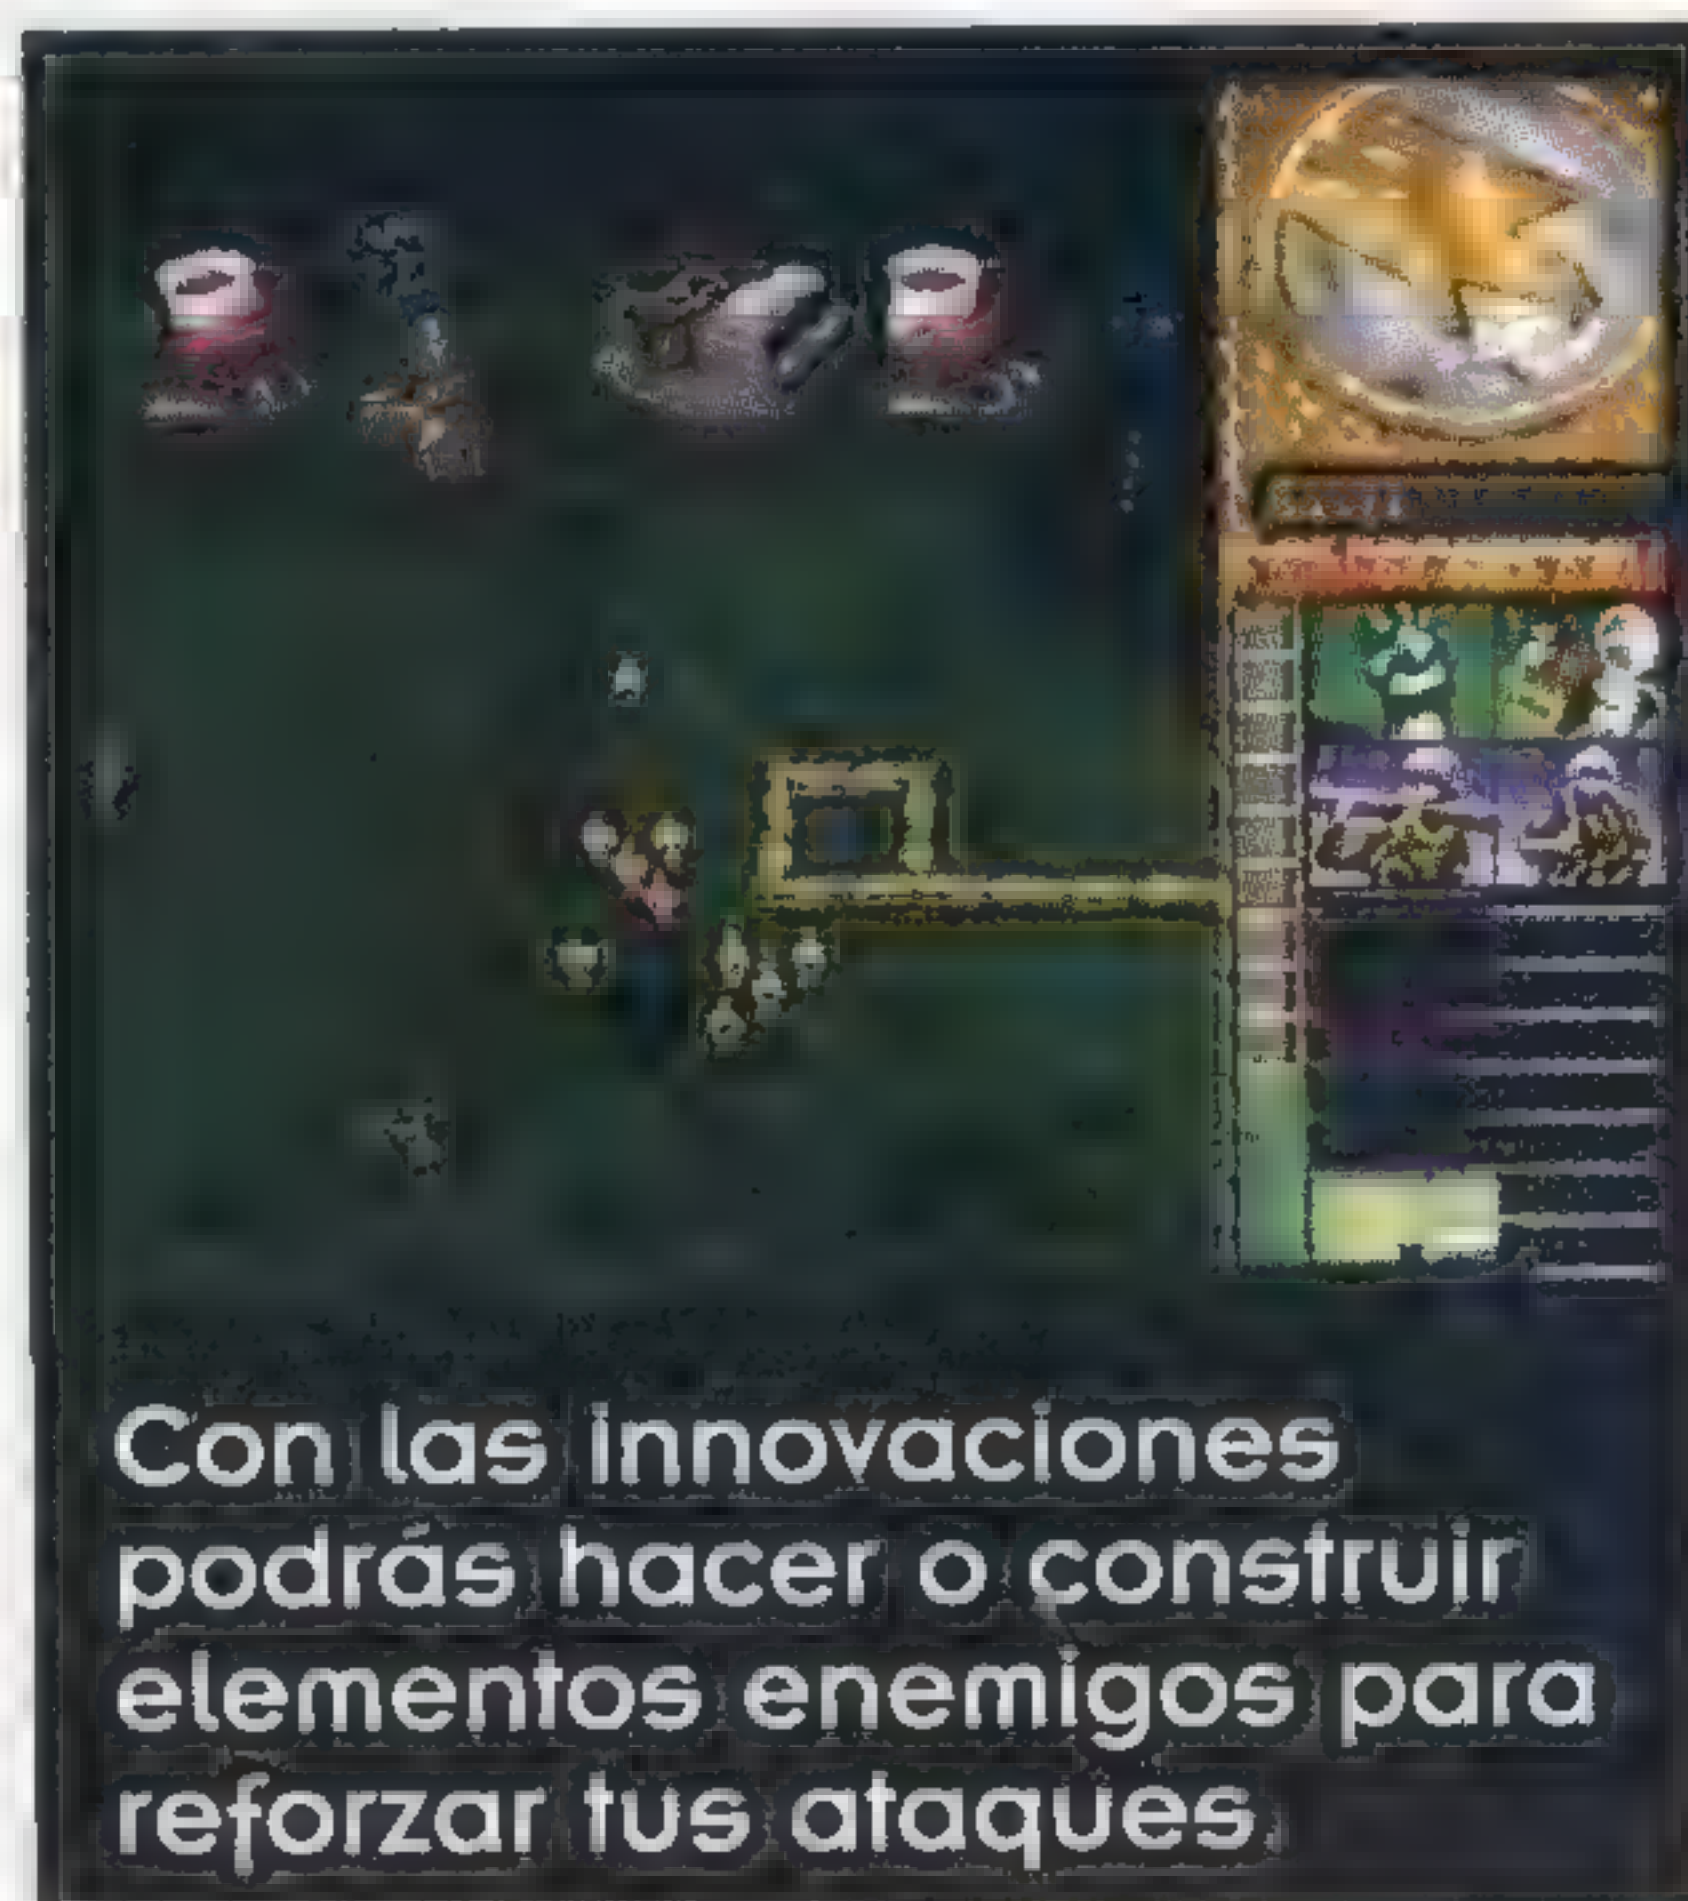 Con las innovaciones
podrás hacer o construir
elementos enemigos para
reforzar tus ataques